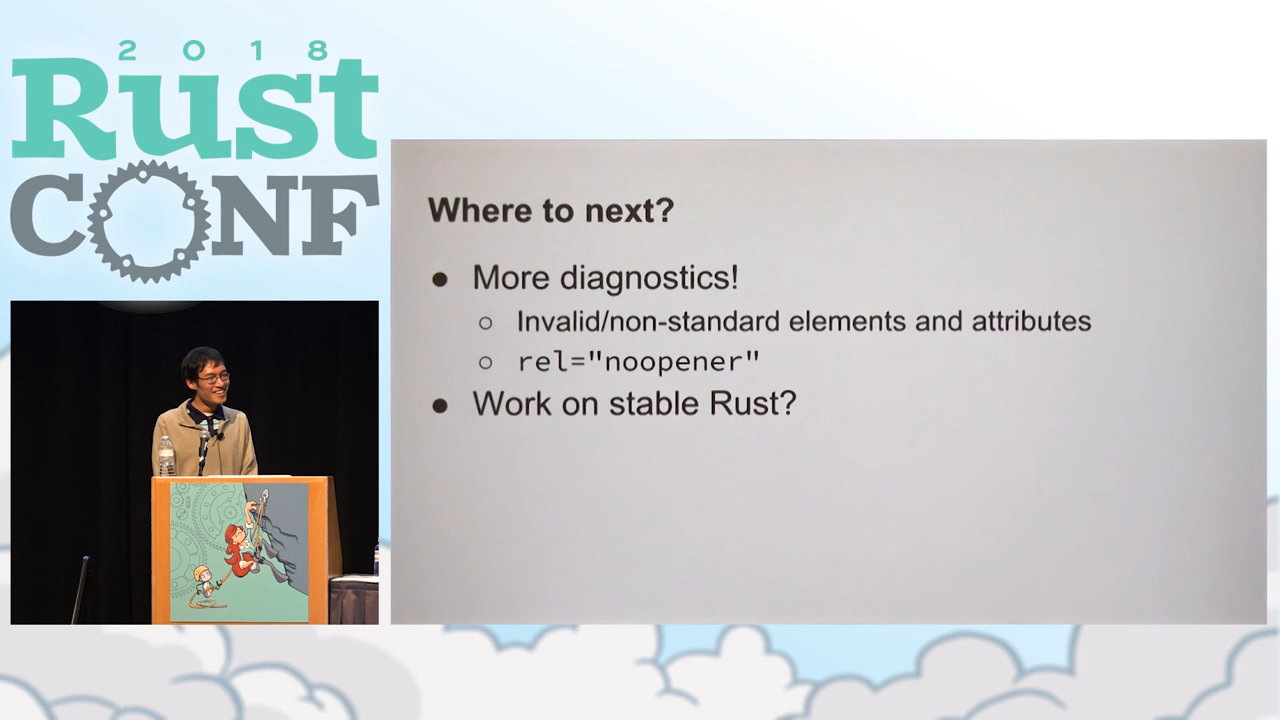 2018
Rust
CONF
Where to next?
● More diagnostics!
○ Invalid/non-standard elements and attributes
○ rel="noopener"
● Work on stable Rust?